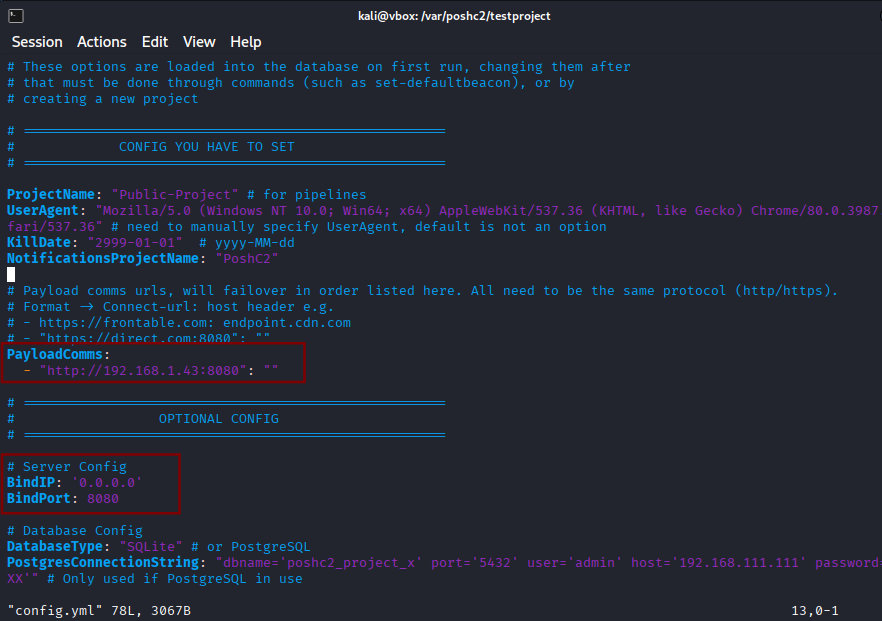 kali@vbox: /var/poshc2/testproject
Session Actions Edit View Help
# These options are loaded into the database on first run, changing them after
# that must be done through commands (such as set-defaultbeacon), or by
# creating a new project
# =====================================================
# CONFIG YOU HAVE TO SET
# =====================================================
ProjectName: "Public-Project" # for pipelines
UserAgent: "Mozilla/5.0 (Windows NT 10.0; Win64; x64) AppleWebKit/537.36 (KHTML, like Gecko) Chrome/80.0.3987
fari/537.36" # need to manually specify UserAgent, default is not an option
KillDate: "2999-01-01"  # yyyy-MM-dd
NotificationsProjectName: "PoshC2"
# Payload comms urls, will failover in order listed here. All need to be the same protocol (http/https).
# Format → Connect-url: host header e.g.
# - https://frontable.com: endpoint.cdn.com
# - "https://direct.com:8080": ""
PayloadComms:
  - "http://192.168.1.43:8080": ""
# =====================================================
# OPTIONAL CONFIG
# =====================================================
# Server Config
BindIP: '0.0.0.0'
BindPort: 8080
# Database Config
DatabaseType: "SQLite" # or PostgreSQL
PostgresConnectionString: "dbname='poshc2_project_x' port='5432' user='admin' host='192.168.111.111' password=
XX'" # Only used if PostgreSQL in use
"config.yml" 78L, 3067B 13,0-1